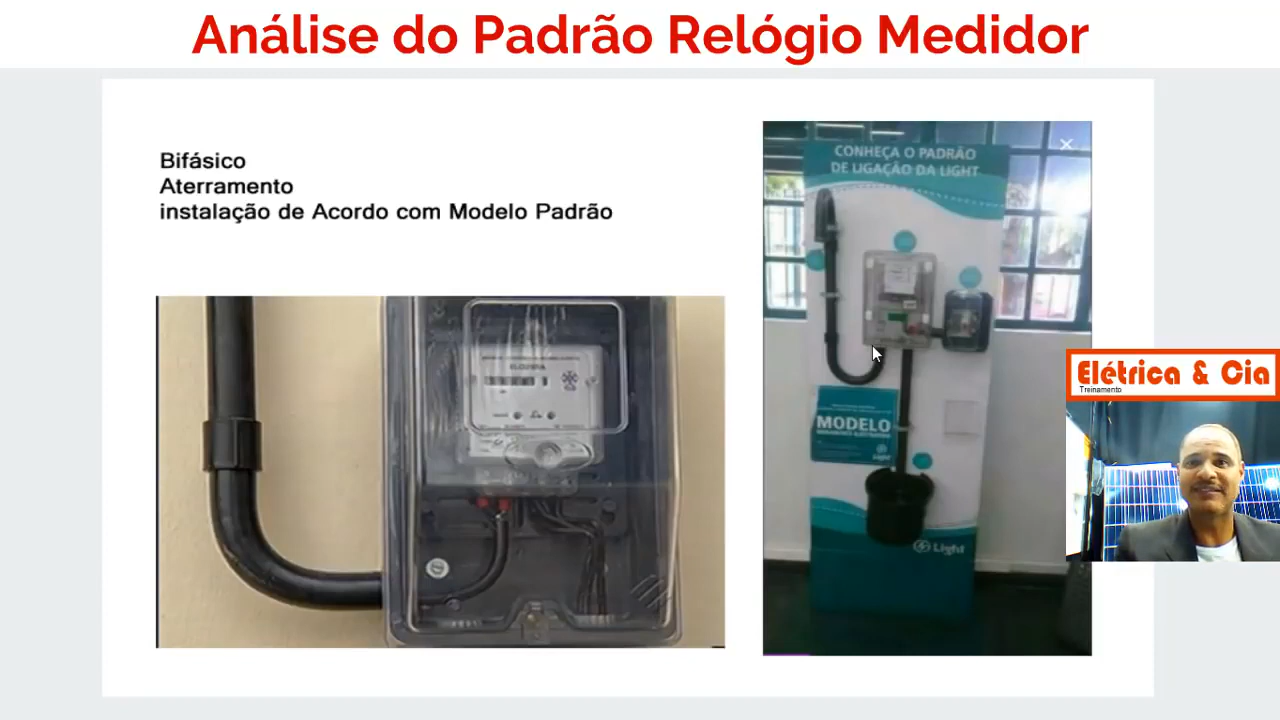 Análise do Padrão Relógio Medidor
Bifásico
Aterramento
instalação de Acordo com Modelo Padrão
CONHEÇA O PADRÃO
DE LIGAÇÃO DA LIGHT
MODELO
Light
Light
Elétrica & Cia
Treinamento